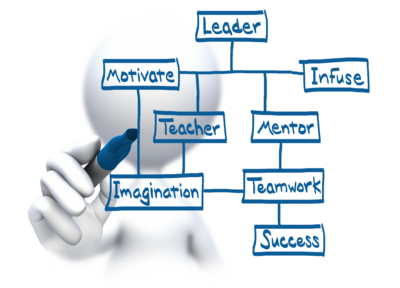 Leader
Motivate
Infuse
Teacher
Mentor
Imagination
Teamwork
Success